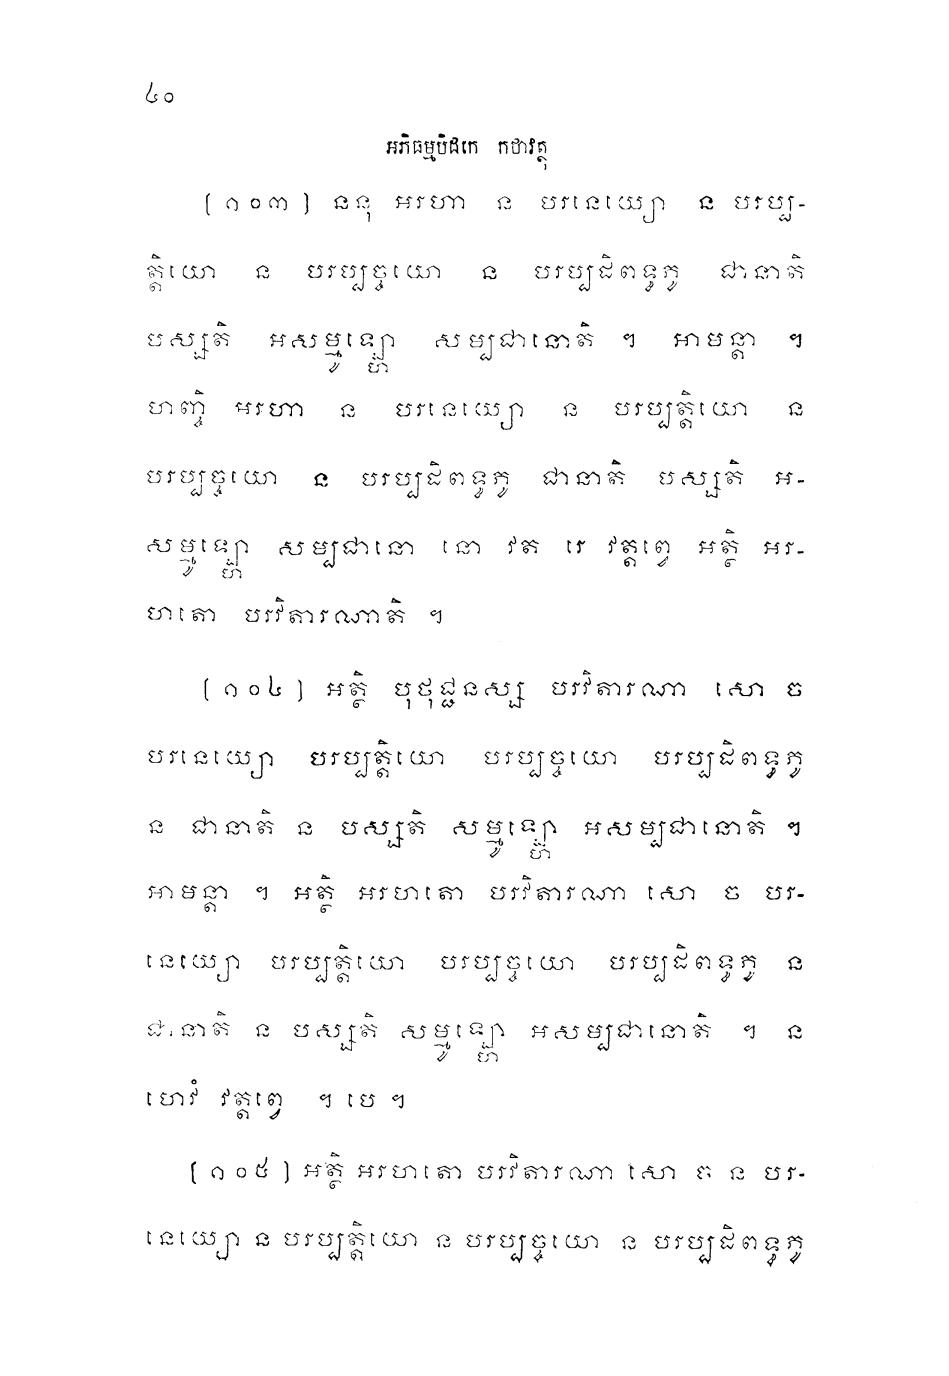 ៤០
អភិធម្មបិដកេ កថាវត្ថុ
[១០៣] ននុ អរហា ន បរនេយ្យោ ន បរប្ប-
ត្តិយោ ន បរប្បច្ចយោ ន បរប្បដិពទ្ធភូ ជានាតិ
បស្សតិ អសម្មូឡ្ហោ សម្បជានោតិ ។ អាមន្តា ។
ហញ្ចិ អរហា ន បរនេយ្យោ ន បរប្បត្តិយោ ន
បរប្បច្ចយោ ន បរប្បដិពទ្ធភូ ជានាតិ បស្សតិ អ-
សម្មូឡ្ហោ សម្បជានោ នោ វត រេ វត្តព្វេ អត្ថិ អរ-
ហតោ បរវិតារណាតិ ។
[១០៤] អត្ថិ បុថុជ្ជនស្ស បរវិតារណា សោ ច
បរនេយ្យោ បរប្បត្តិយោ បរប្បច្ចយោ បរប្បដិពទ្ធភូ
ន ជានាតិ ន បស្សតិ សម្មូឡ្ហោ អសម្បជានោតិ ។
អាមន្តា ។ អត្ថិ អរហតោ បរវិតារណា សោ ច បរ-
នេយ្យោ បរប្បត្តិយោ បរប្បច្ចយោ បរប្បដិពទ្ធភូ ន
ជានាតិ ន បស្សតិ សម្មូឡ្ហោ អសម្បជានោតិ ។ ន
ហេវំ វត្តព្វេ ។ បេ ។
[១០៥] អត្ថិ អរហតោ បរវិតារណា សោ ច ន បរ-
នេយ្យោ ន បរប្បត្តិយោ ន បរប្បច្ចយោ ន បរប្បដិពទ្ធភូ